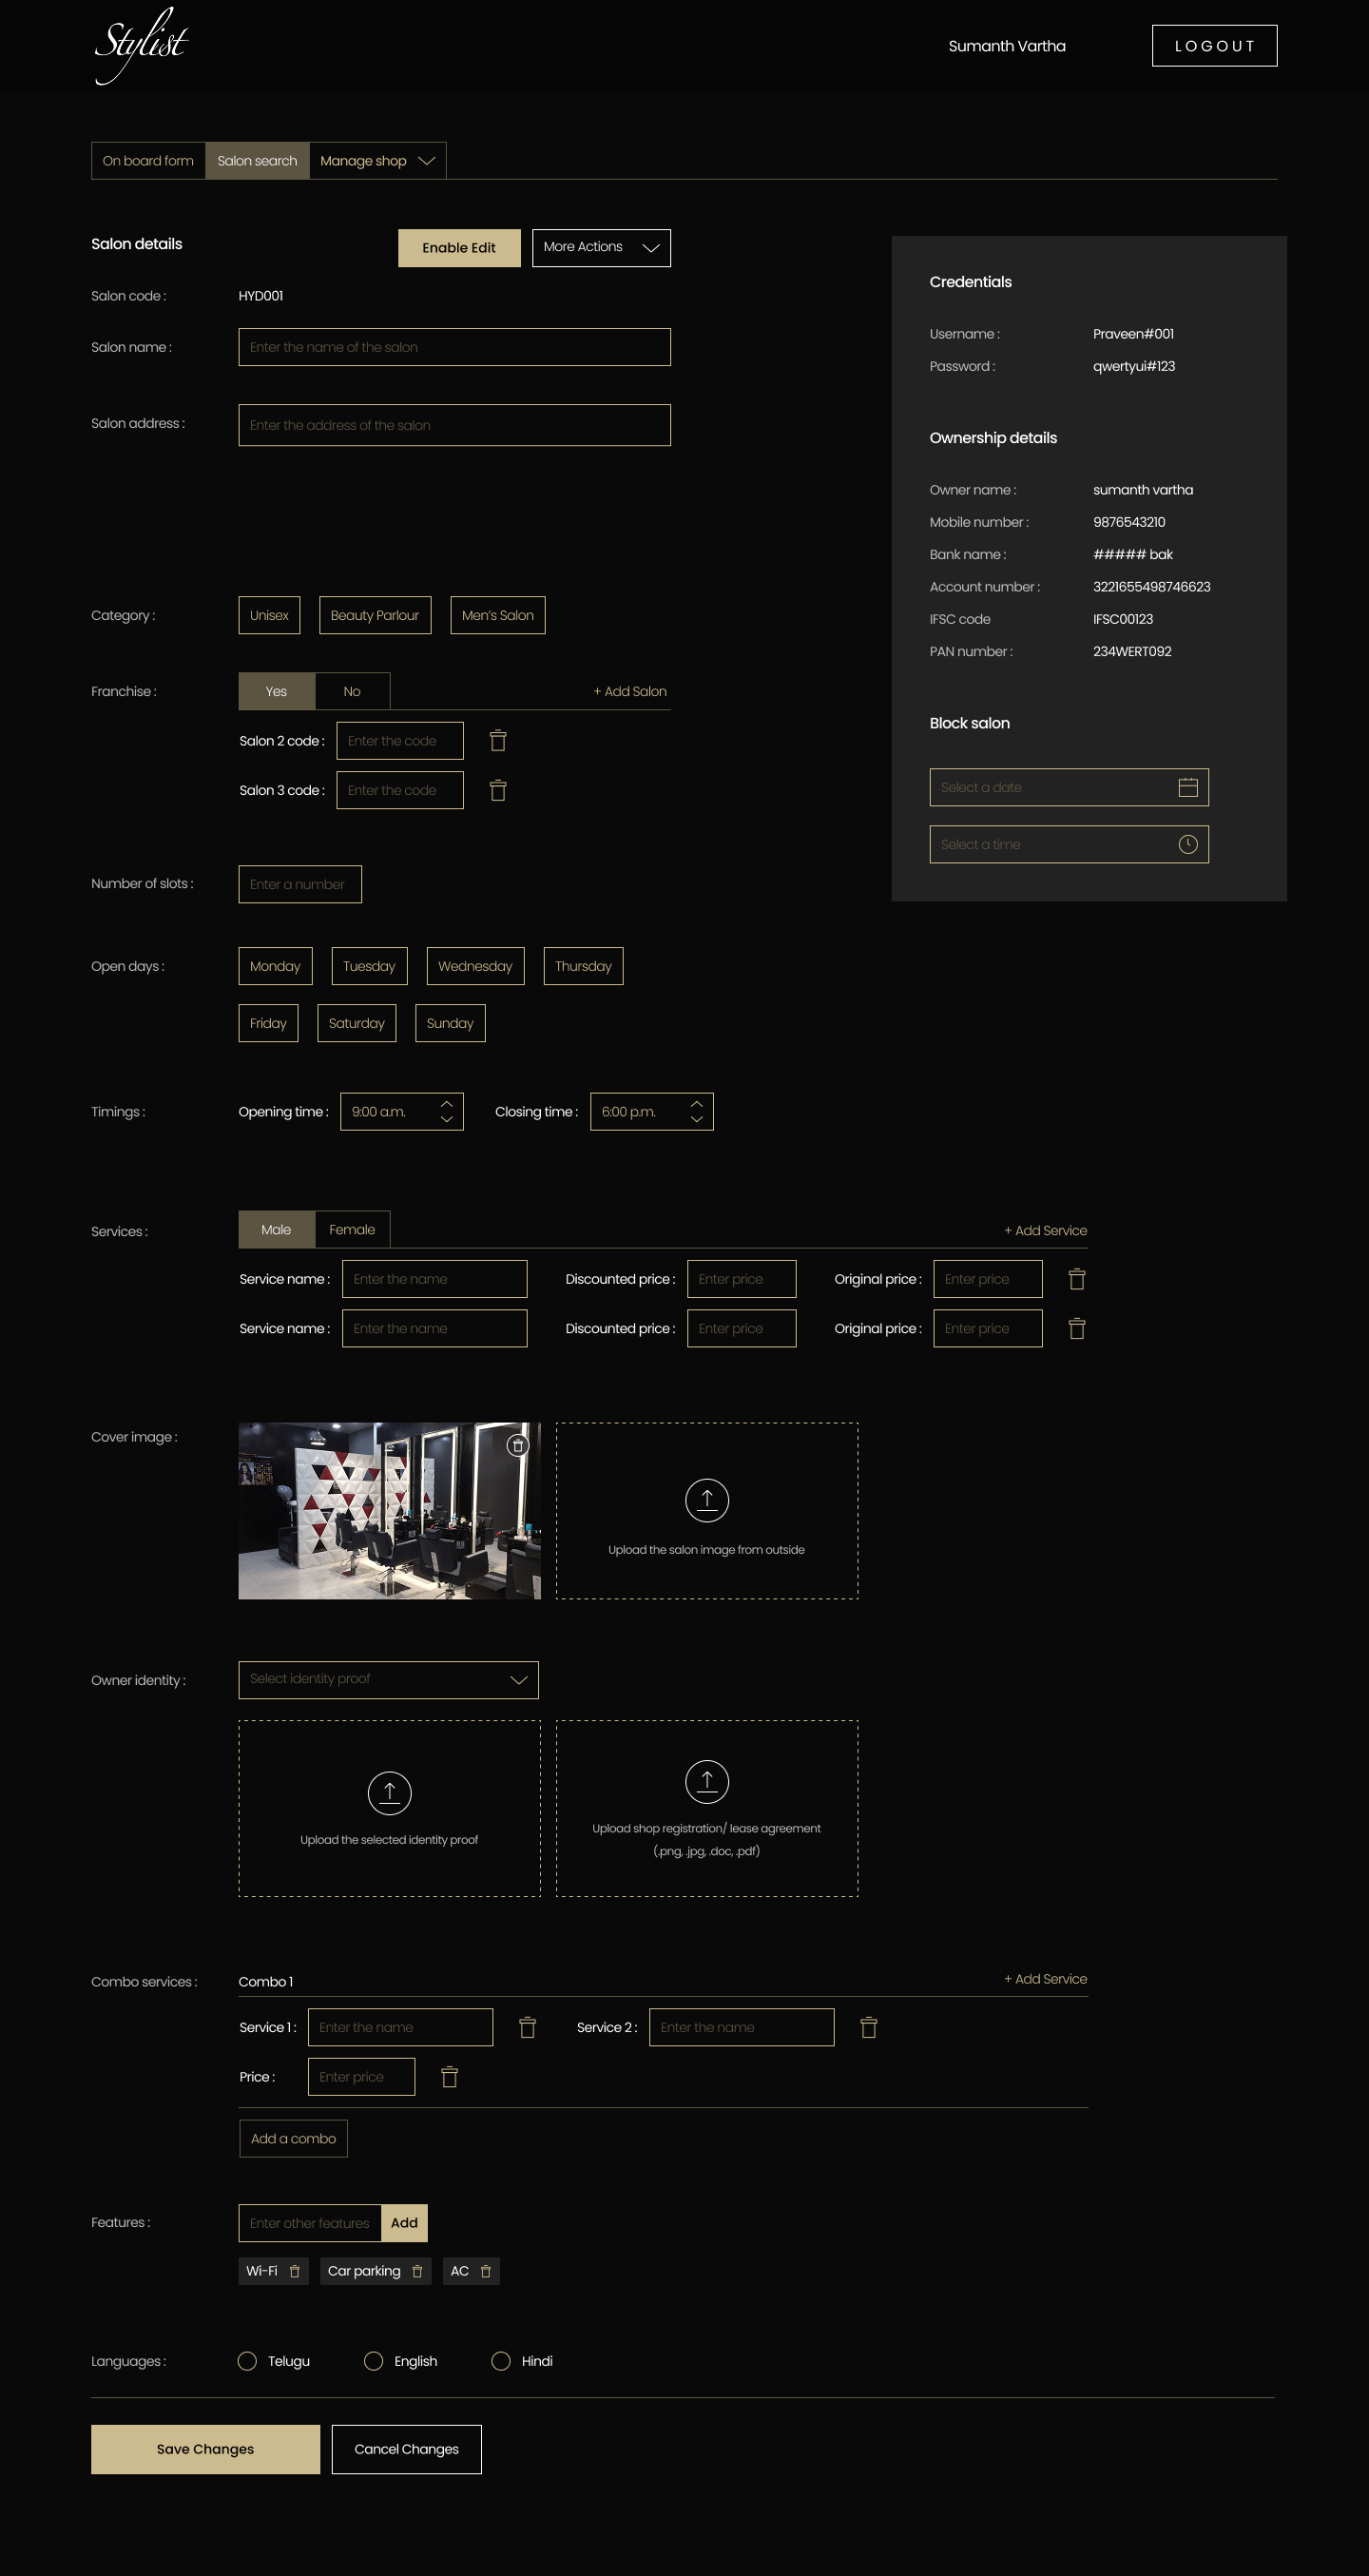 Stylist
Sumanth Vartha
LOGOUT
On board form
Salon search
Manage shop
Salon details
Enable Edit
More Actions
Salon code :
HYD001
Salon name :
Enter the name of the salon
Salon address :
Enter the address of the salon
Category :
Unisex
Beauty Parlour
Men's Salon
Franchise :
Yes
No
+ Add Salon
Salon 2 code :
Enter the code
Salon 3 code :
Enter the code
Number of slots :
Enter a number
Open days :
Monday
Tuesday
Wednesday
Thursday
Friday
Saturday
Sunday
Timings :
Opening time :
9:00 a.m.
Closing time :
6:00 p.m.
Credentials
Username :
Praveen#001
Password :
qwertyui#123
Ownership details
Owner name :
sumanth vartha
Mobile number :
9876543210
Bank name :
##### bak
Account number :
3221655498746623
IFSC code
IFSC00123
PAN number :
234WERT092
Block salon
Select a date
Select a time
Services :
Male
Female
+ Add Service
Service name :
Enter the name
Discounted price :
Enter price
Original price :
Enter price
Service name :
Enter the name
Discounted price :
Enter price
Original price :
Enter price
Cover image :
Upload the salon image from outside
Owner identity :
Select identity proof
Upload the selected identity proof
Upload shop registration/ lease agreement
(.png, .jpg, .doc, .pdf)
Combo services :
Combo 1
+ Add Service
Service 1 :
Enter the name
Service 2 :
Enter the name
Price :
Enter price
Add a combo
Features :
Enter other features
Add
Wi-Fi
Car parking
AC
Languages :
Telugu
English
Hindi
Save Changes
Cancel Changes